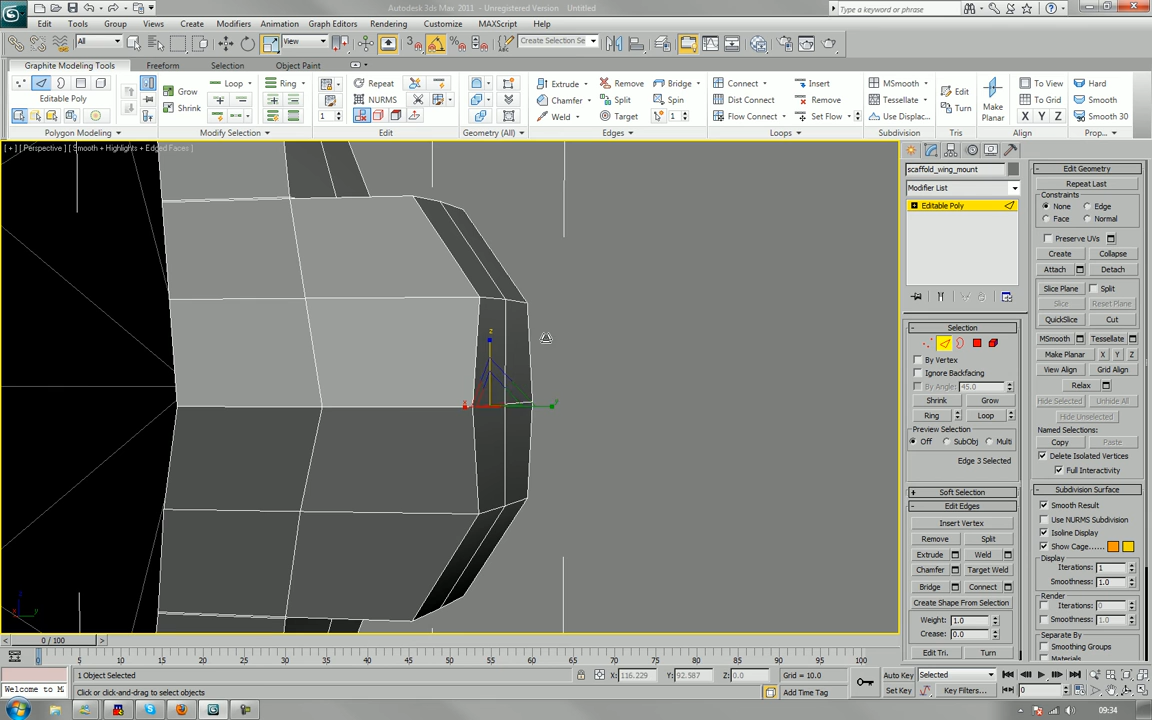 Autodesk 3ds Max 2011 - Unregistered Version Untitled
Type a keyword or phrase
Edit Tools Group Views Create Modifiers Animation Graph Editors Rendering Customize MAXScript Help
All View Create Selection Se
Graphite Modeling Tools Freeform Selection Object Paint
Loop Ring Repeat Extrude Remove Bridge Connect Insert MSmooth Edit To View Hard
Editable Poly Grow Shrink NURMS Chamfer Split Spin Dist Connect Remove Tessellate Turn Make Planar To Grid Smooth
1 Weld Target 1 Flow Connect Set Flow Use Displac... X Y Z Smooth 30
Polygon Modeling Modify Selection Edit Geometry (All) Edges Loops Subdivision Tris Align Prop...
[ + ] [ Perspective ] [ Smooth + Highlights + Edged Faces ]
scaffold_wing_mount
Modifier List
Editable Poly
Selection
By Vertex
Ignore Backfacing
By Angle: 45.0
Shrink Grow
Ring Loop
Preview Selection
Off SubObj Multi
Edge 3 Selected
Soft Selection
Edit Edges
Insert Vertex
Remove Split
Extrude Weld
Chamfer Target Weld
Bridge Connect
Create Shape From Selection
Weight: 1.0
Crease: 0.0
Edit Tri. Turn
Edit Geometry
Repeat Last
Constraints
None Edge
Face Normal
Preserve UVs
Create Collapse
Attach Detach
Slice Plane Split
Slice Reset Plane
QuickSlice Cut
MSmooth Tessellate
Make Planar X Y Z
View Align Grid Align
Relax
Hide Selected Unhide All
Hide Unselected
Named Selections:
Copy Paste
Delete Isolated Vertices
Full Interactivity
Subdivision Surface
Smooth Result
Use NURMS Subdivision
Isoline Display
Show Cage......
Display
Iterations: 1
Smoothness: 1.0
Render
Iterations: 0
Smoothness: 1.0
Separate By
Smoothing Groups
Materials
z
x
y
0 / 100
0 5 10 15 20 25 30 35 40 45 50 55 60 65 70 75 80 85 90 95 100
1 Object Selected X: 116.229 Y: 92.587 Z: 0.0 Grid = 10.0 Auto Key Selected
Welcome to M Click or click-and-drag to select objects Add Time Tag Set Key Key Filters... 0
09:34